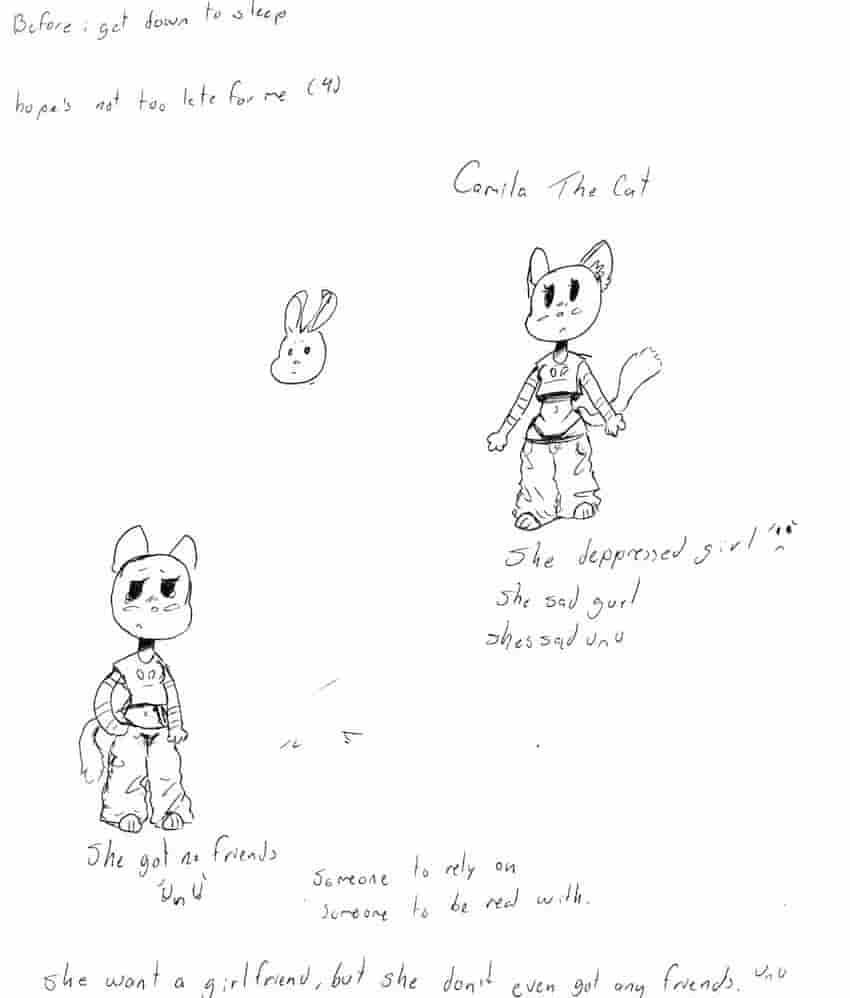 Before i get down to sleep
hope's not too late for me (4)
Camila The Cat
She deppressed girl
She sad gurl
shes sad UnU
She got no friends
UnU
Someone to rely on
Someone to be real with.
She want a girlfriend, but she don't even got any friends. UnU